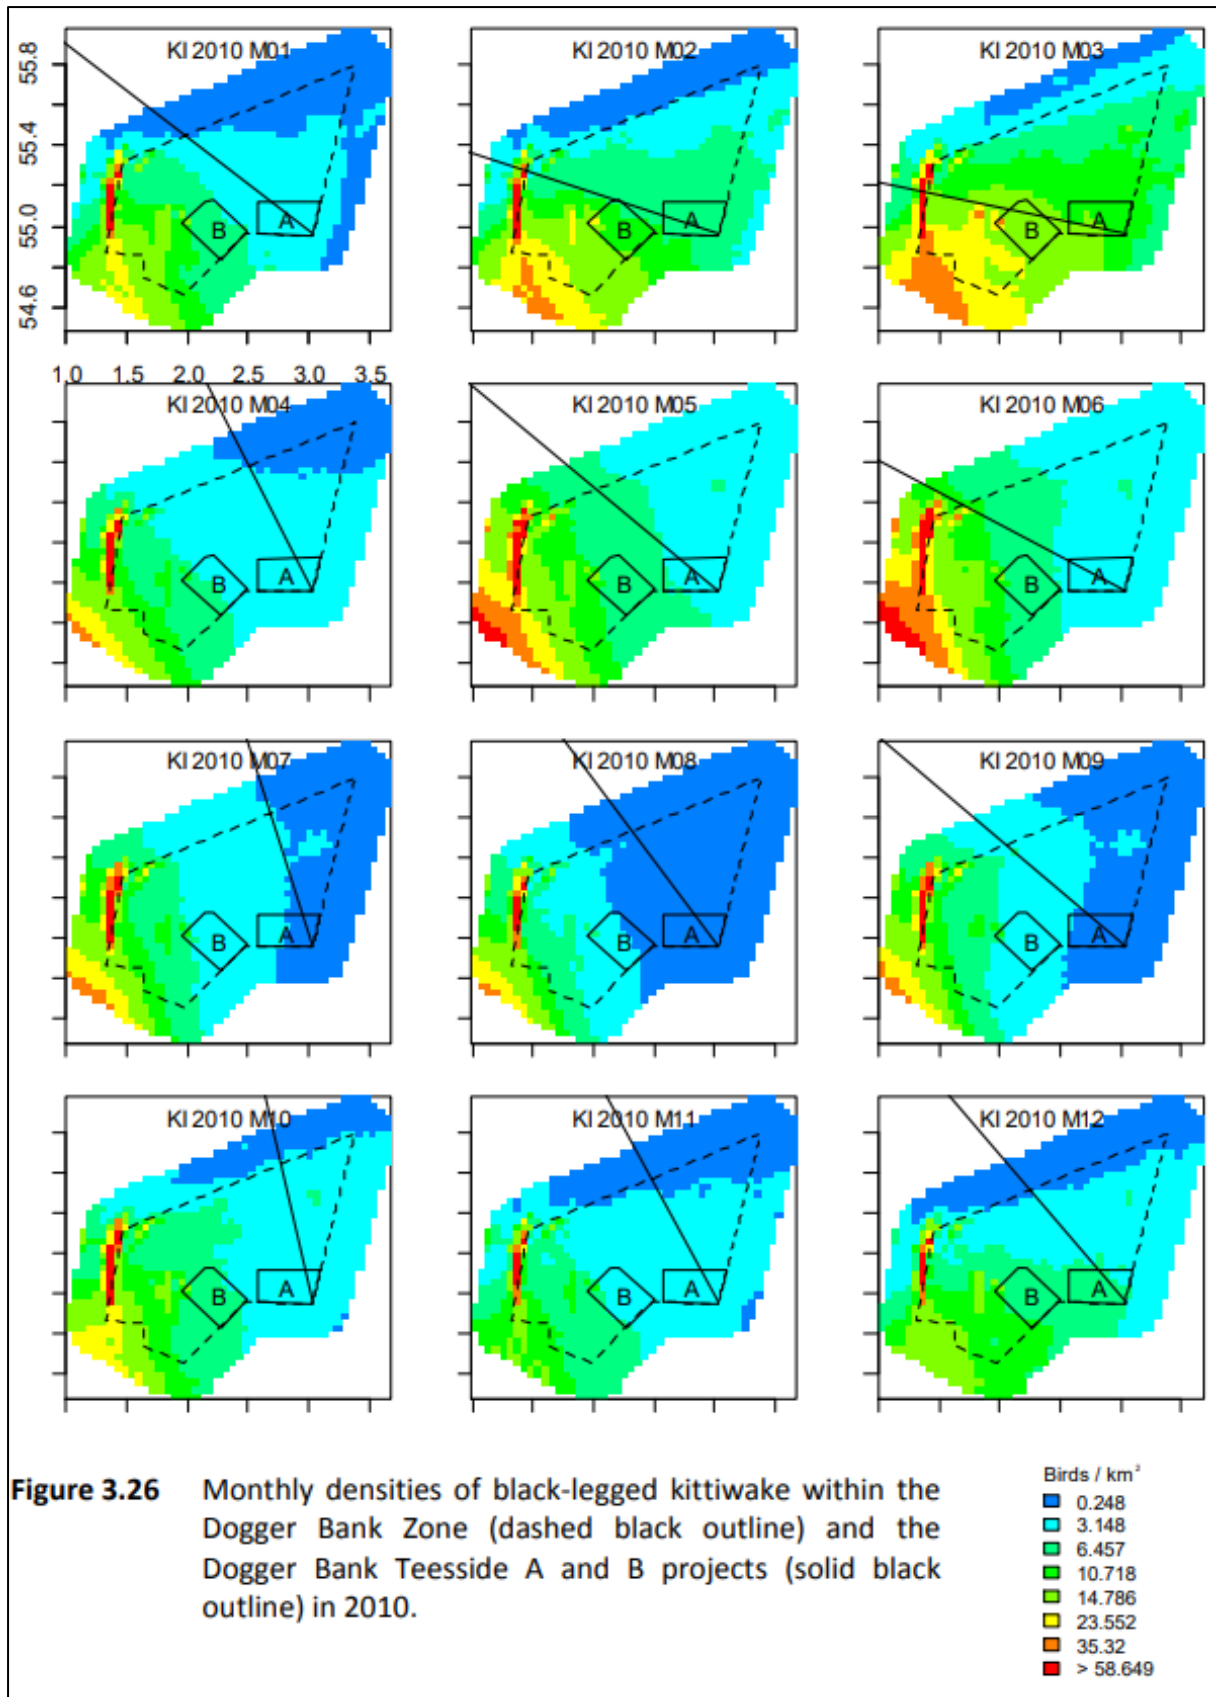 KI 2010 M01
KI 2010 M02
KI 2010 M03
55.8
55.4
55.0
54.6
B
A
B
A
B
A
1.0 1.5 2.0 2.5 3.0 3.5
KI 2010 M04
KI 2010 M05
KI 2010 M06
B
A
B
A
B
A
KI 2010 M07
KI 2010 M08
KI 2010 M09
B
A
B
A
B
A
KI 2010 M10
KI 2010 M11
KI 2010 M12
B
A
B
A
B
A
Figure 3.26 Monthly densities of black-legged kittiwake within the
Dogger Bank Zone (dashed black outline) and the
Dogger Bank Teesside A and B projects (solid black
outline) in 2010.
Birds / km²
0.248
3.148
6.457
10.718
14.786
23.552
35.32
> 58.649